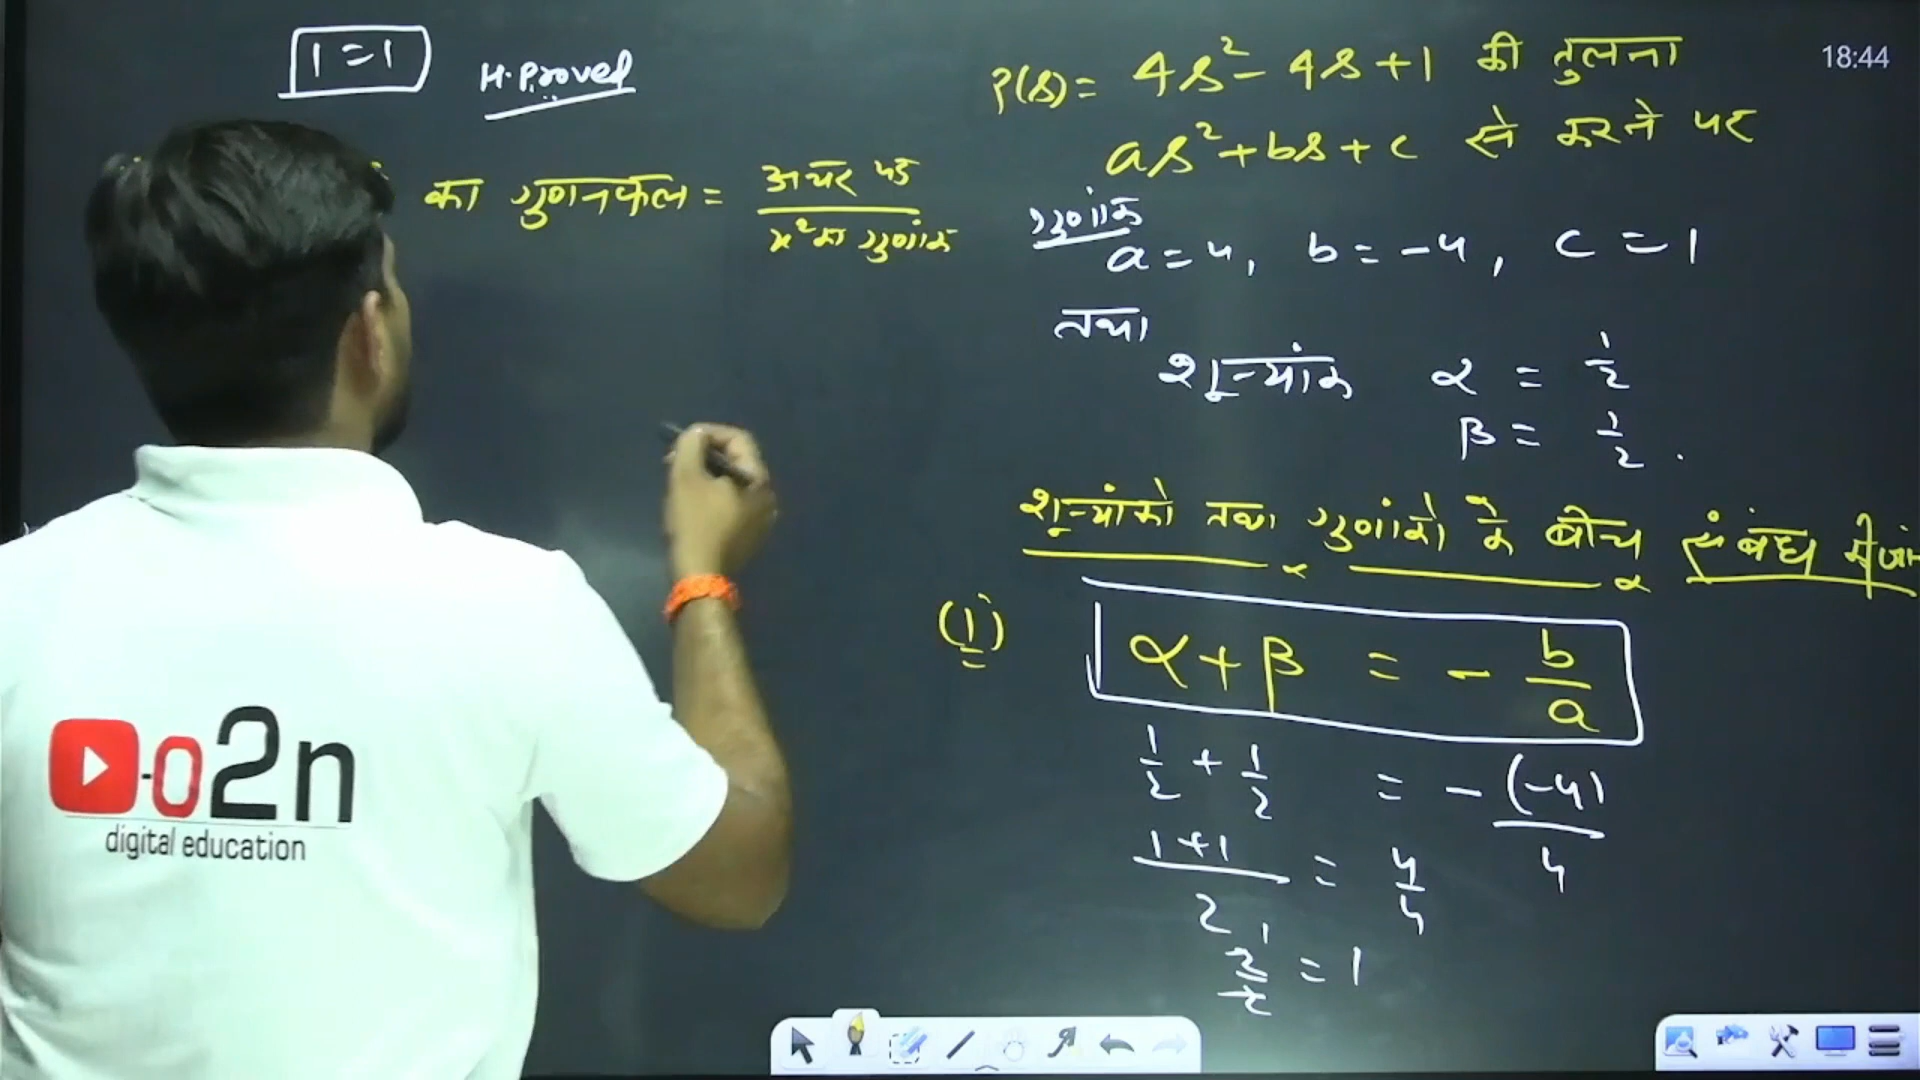 1=1
H.Proved
का गुणनफल = अचर पद
x² का गुणांक
P(s) = 4s² - 4s + 1 की तुलना
as² + bs + c से करने पर
गुणांक
a = 4, b = -4, c = 1
तथा
शून्यांक α = 1/2
β = 1/2.
शून्यांको तथा गुणांको के बीच संबंध की जां
(i)
α + β = - b/a
1/2 + 1/2 = - (-4)/4
1+1/2 = 4/4
2/2 = 1
18:44
o2n
digital education